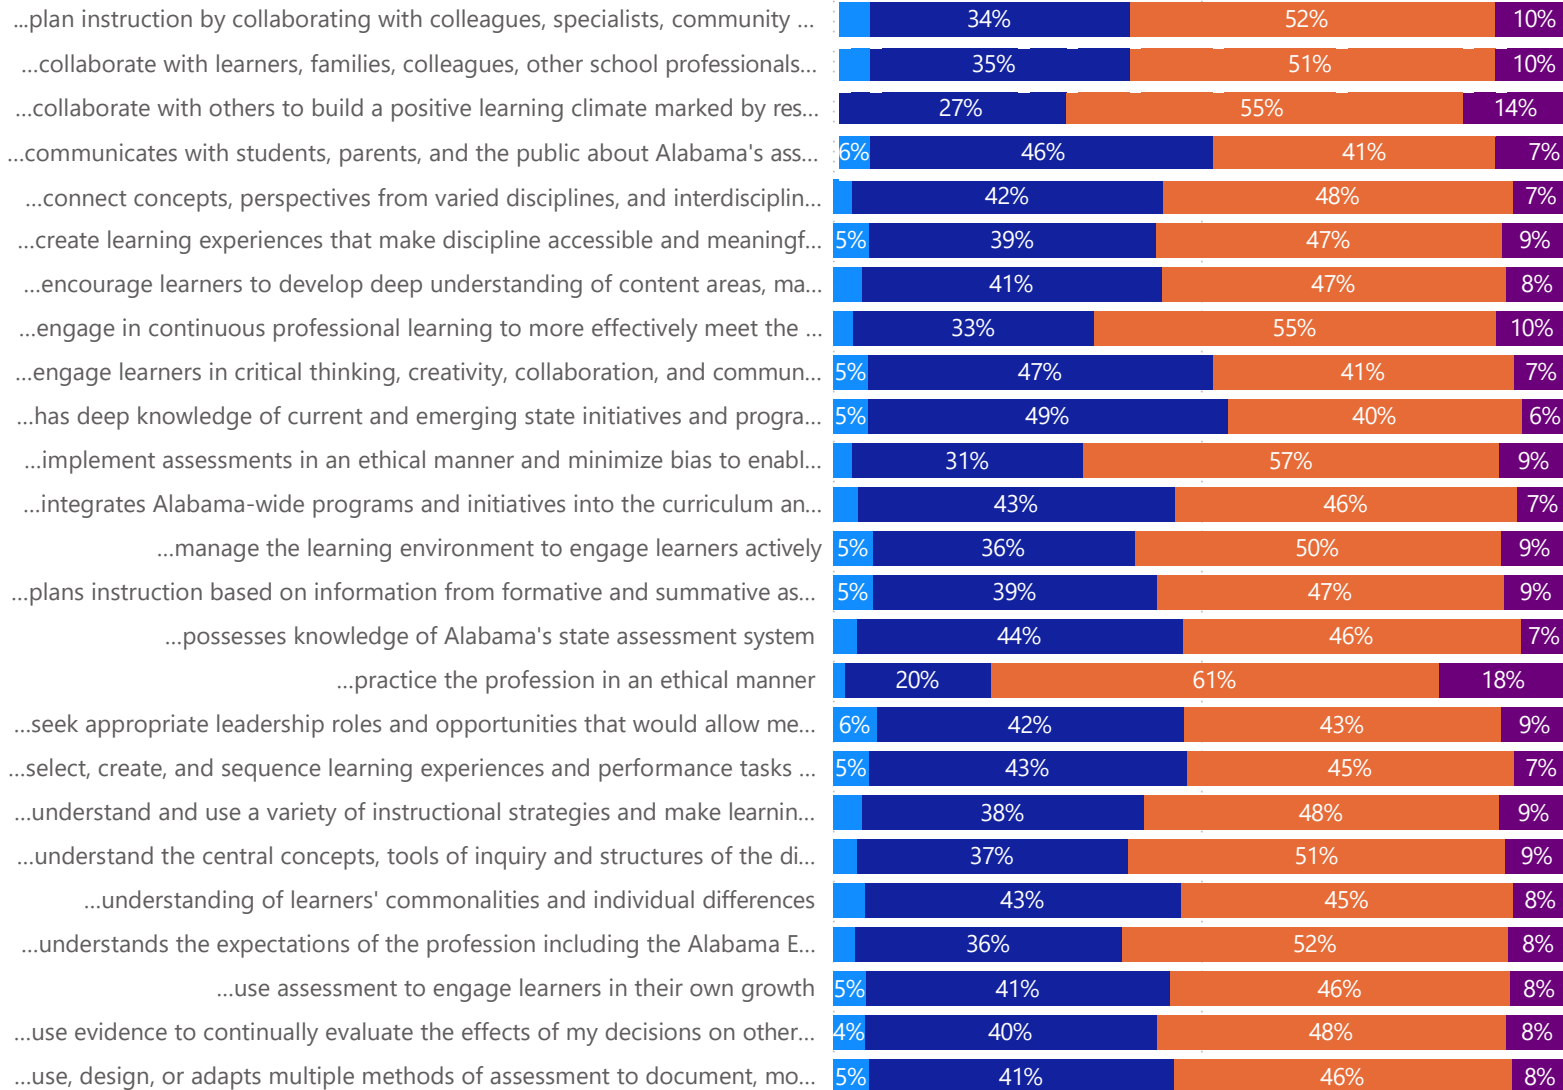 ...plan instruction by collaborating with colleagues, specialists, community ... 34% 52% 10%
...collaborate with learners, families, colleagues, other school professionals... 35% 51% 10%
...collaborate with others to build a positive learning climate marked by res... 27% 55% 14%
...communicates with students, parents, and the public about Alabama's ass... 6% 46% 41% 7%
...connect concepts, perspectives from varied disciplines, and interdisciplin... 42% 48% 7%
...create learning experiences that make discipline accessible and meaningf... 5% 39% 47% 9%
...encourage learners to develop deep understanding of content areas, ma... 41% 47% 8%
...engage in continuous professional learning to more effectively meet the ... 33% 55% 10%
...engage learners in critical thinking, creativity, collaboration, and commun... 5% 47% 41% 7%
...has deep knowledge of current and emerging state initiatives and progra... 5% 49% 40% 6%
...implement assessments in an ethical manner and minimize bias to enabl... 31% 57% 9%
...integrates Alabama-wide programs and initiatives into the curriculum an... 43% 46% 7%
...manage the learning environment to engage learners actively 5% 36% 50% 9%
...plans instruction based on information from formative and summative as... 5% 39% 47% 9%
...possesses knowledge of Alabama's state assessment system 44% 46% 7%
...practice the profession in an ethical manner 20% 61% 18%
...seek appropriate leadership roles and opportunities that would allow me... 6% 42% 43% 9%
...select, create, and sequence learning experiences and performance tasks ... 5% 43% 45% 7%
...understand and use a variety of instructional strategies and make learnin... 38% 48% 9%
...understand the central concepts, tools of inquiry and structures of the di... 37% 51% 9%
...understanding of learners' commonalities and individual differences 43% 45% 8%
...understands the expectations of the profession including the Alabama E... 36% 52% 8%
...use assessment to engage learners in their own growth 5% 41% 46% 8%
...use evidence to continually evaluate the effects of my decisions on other... 4% 40% 48% 8%
...use, design, or adapts multiple methods of assessment to document, mo... 5% 41% 46% 8%